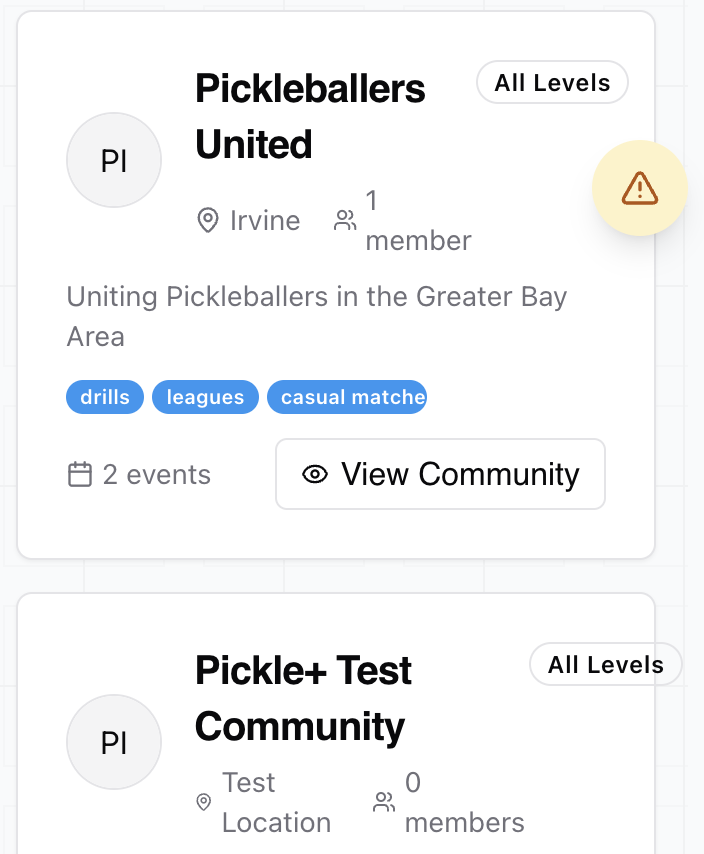 Pickleballers
United
All Levels
PI
Irvine
1
member
Uniting Pickleballers in the Greater Bay
Area
drills
leagues
casual matche
2 events
View Community
Pickle+ Test
Community
All Levels
PI
Test
Location
0
members